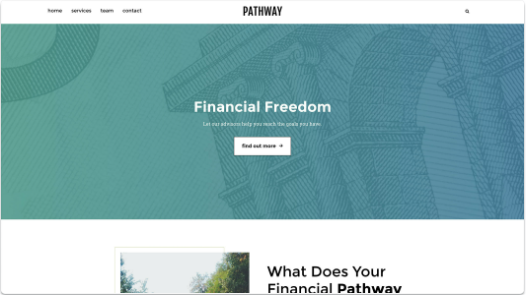 home services team contact PATHWAY
Financial Freedom
Let our advisors help you reach the goals you have.
find out more →
What Does Your
Financial Pathway